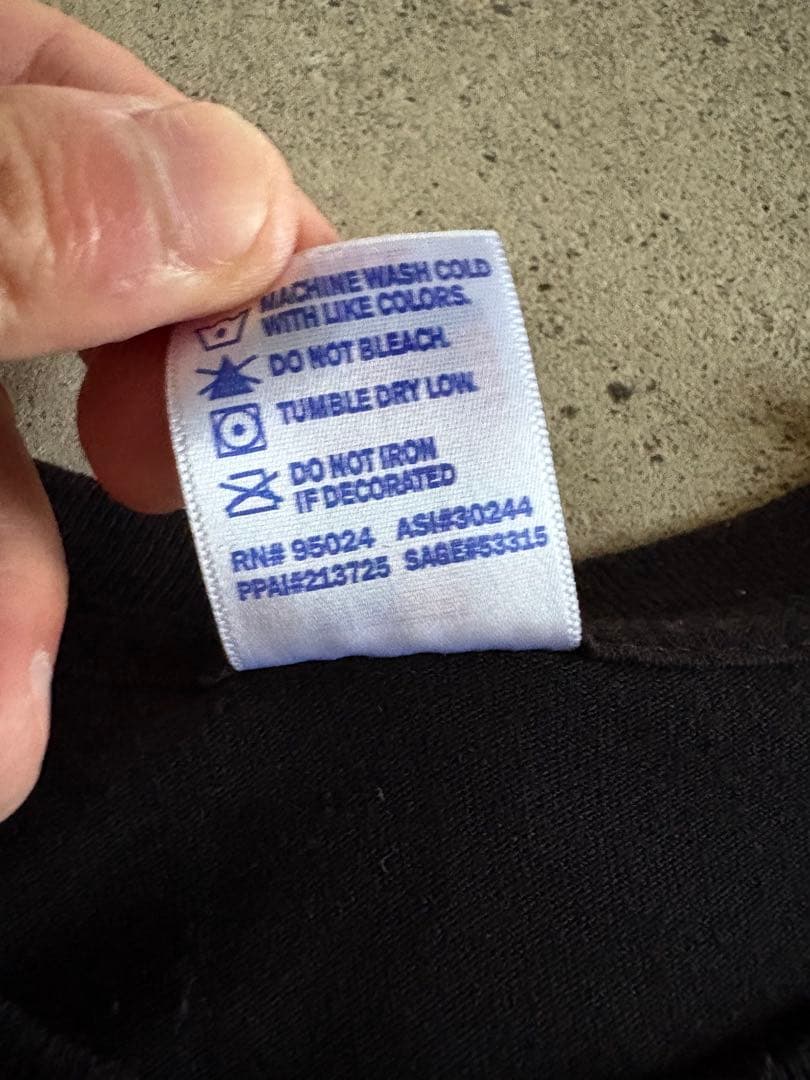 MACHINE WASH COLD
WITH LIKE COLORS.
DO NOT BLEACH.
TUMBLE DRY LOW.
DO NOT IRON
IF DECORATED
RN# 95024 ASI#30244
PPAI#213725 SAGE#53315